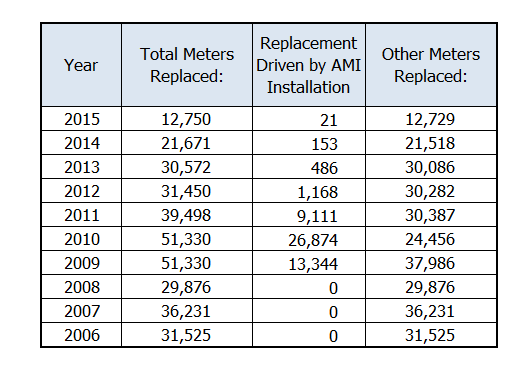 Year Total Meters Replaced: Replacement Driven by AMI Installation Other Meters Replaced:
2015 12,750 21 12,729
2014 21,671 153 21,518
2013 30,572 486 30,086
2012 31,450 1,168 30,282
2011 39,498 9,111 30,387
2010 51,330 26,874 24,456
2009 51,330 13,344 37,986
2008 29,876 0 29,876
2007 36,231 0 36,231
2006 31,525 0 31,525